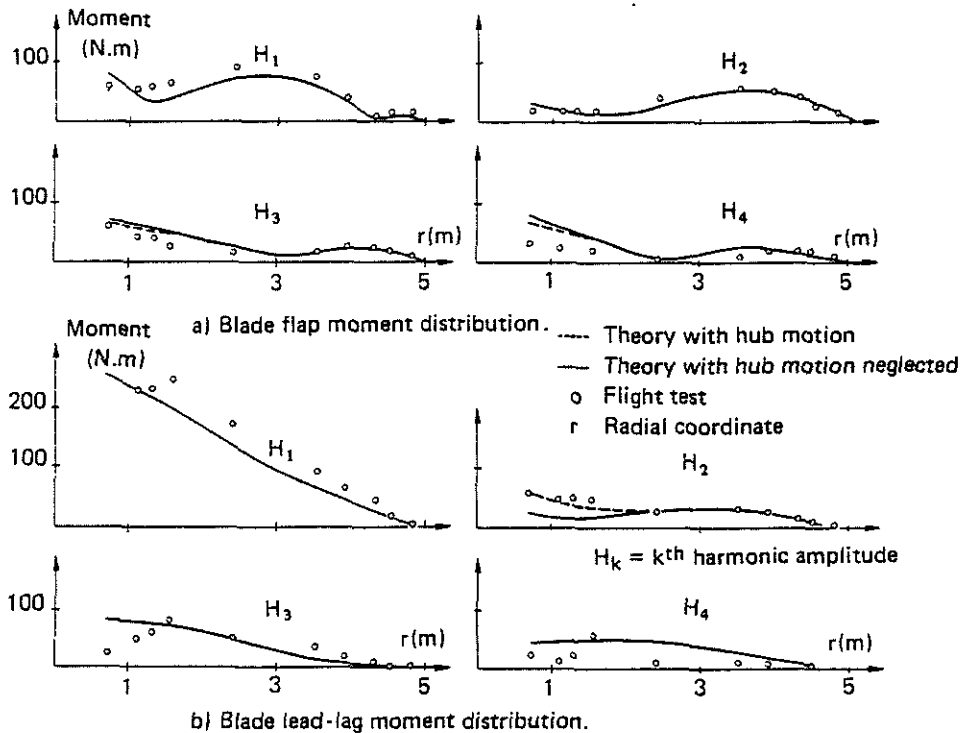 Moment
(N.m)
100
H1
H2
100
H3
r(m)
H4
r(m)
1
3
5
1
3
5
a) Blade flap moment distribution.
Moment
(N.m)
Theory with hub motion
Theory with hub motion neglected
Flight test
r Radial coordinate
200
100
H1
H2
Hk = kth harmonic amplitude
100
H3
r(m)
H4
r(m)
1
3
5
1
3
5
b) Blade lead-lag moment distribution.